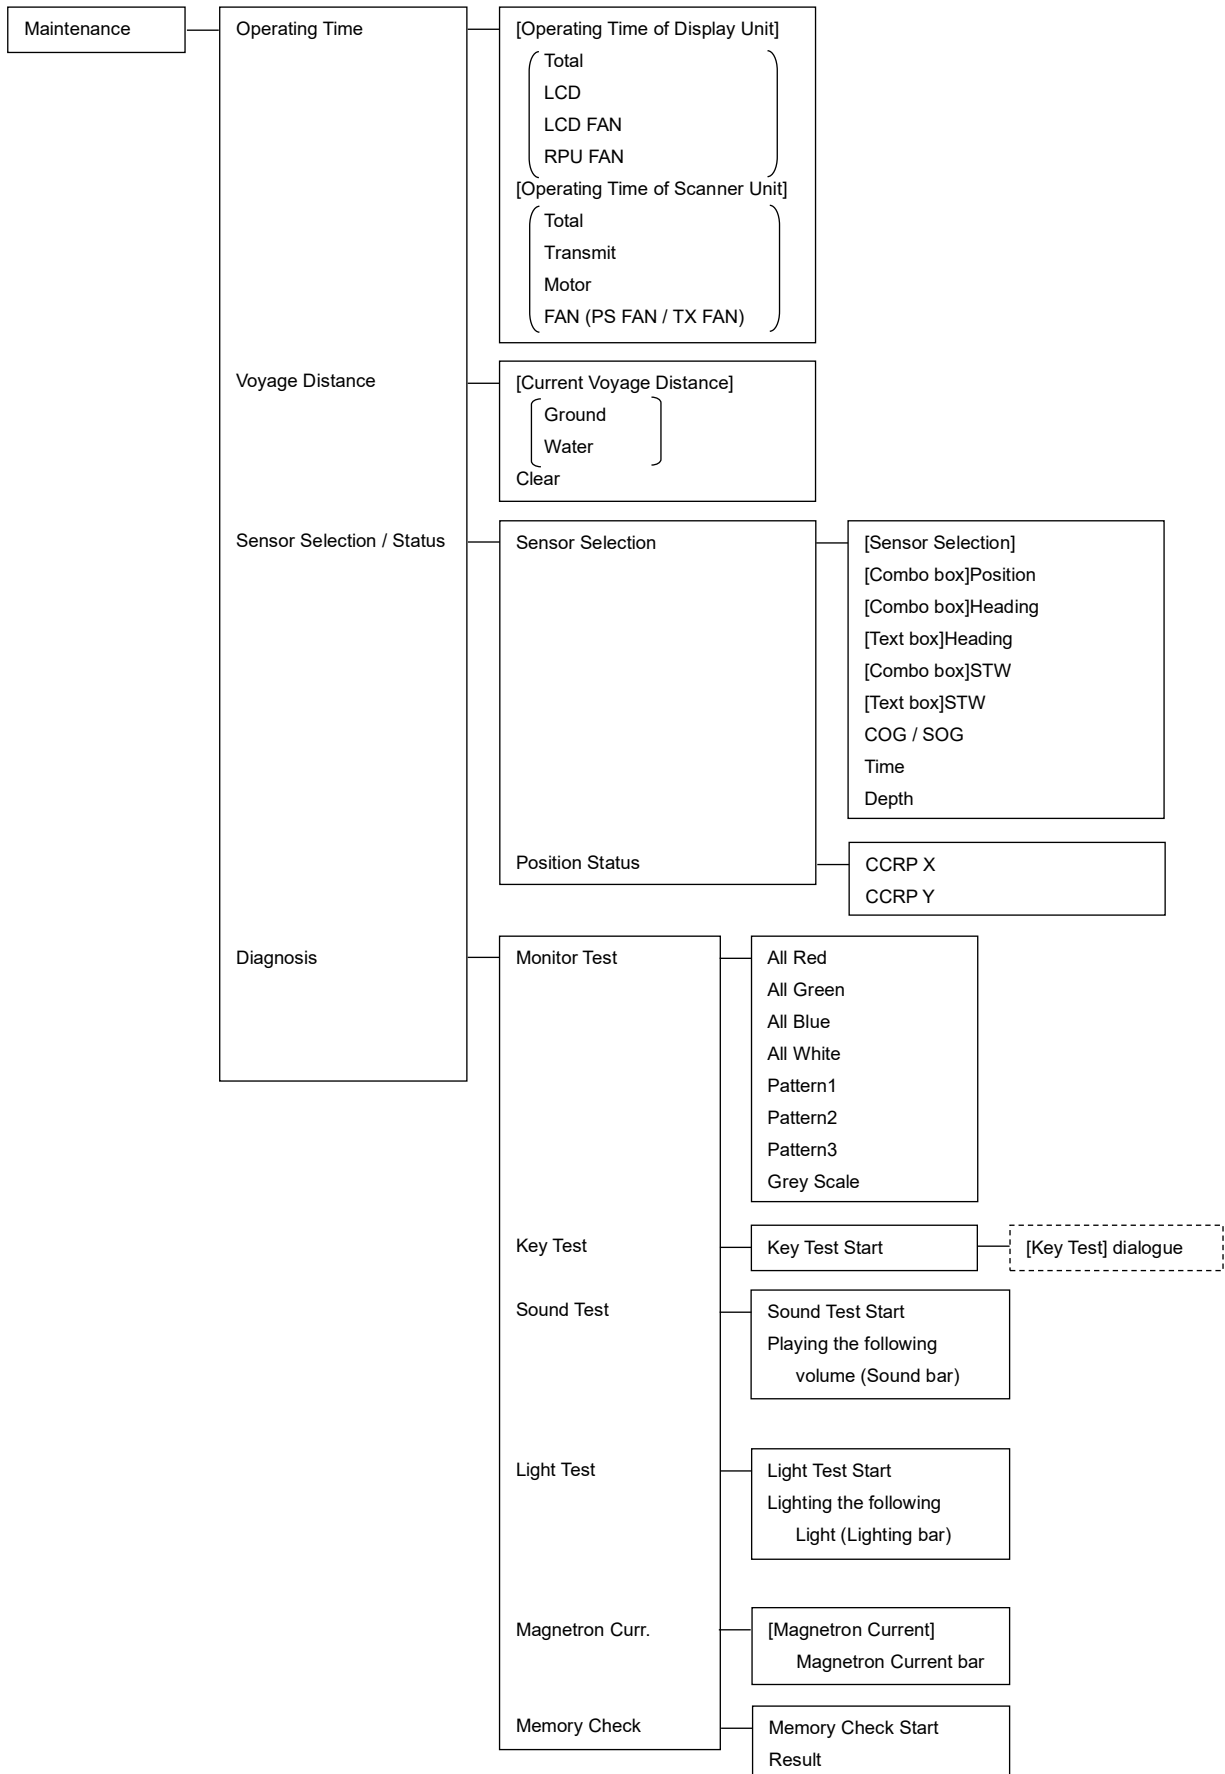 Maintenance
Operating Time
[Operating Time of Display Unit]
Total
LCD
LCD FAN
RPU FAN
[Operating Time of Scanner Unit]
Total
Transmit
Motor
FAN (PS FAN / TX FAN)
Voyage Distance
[Current Voyage Distance]
Ground
Water
Clear
Sensor Selection / Status
Sensor Selection
[Sensor Selection]
[Combo box]Position
[Combo box]Heading
[Text box]Heading
[Combo box]STW
[Text box]STW
COG / SOG
Time
Depth
Position Status
CCRP X
CCRP Y
Diagnosis
Monitor Test
All Red
All Green
All Blue
All White
Pattern1
Pattern2
Pattern3
Grey Scale
Key Test
Key Test Start
[Key Test] dialogue
Sound Test
Sound Test Start
Playing the following
volume (Sound bar)
Light Test
Light Test Start
Lighting the following
Light (Lighting bar)
Magnetron Curr.
[Magnetron Current]
Magnetron Current bar
Memory Check
Memory Check Start
Result